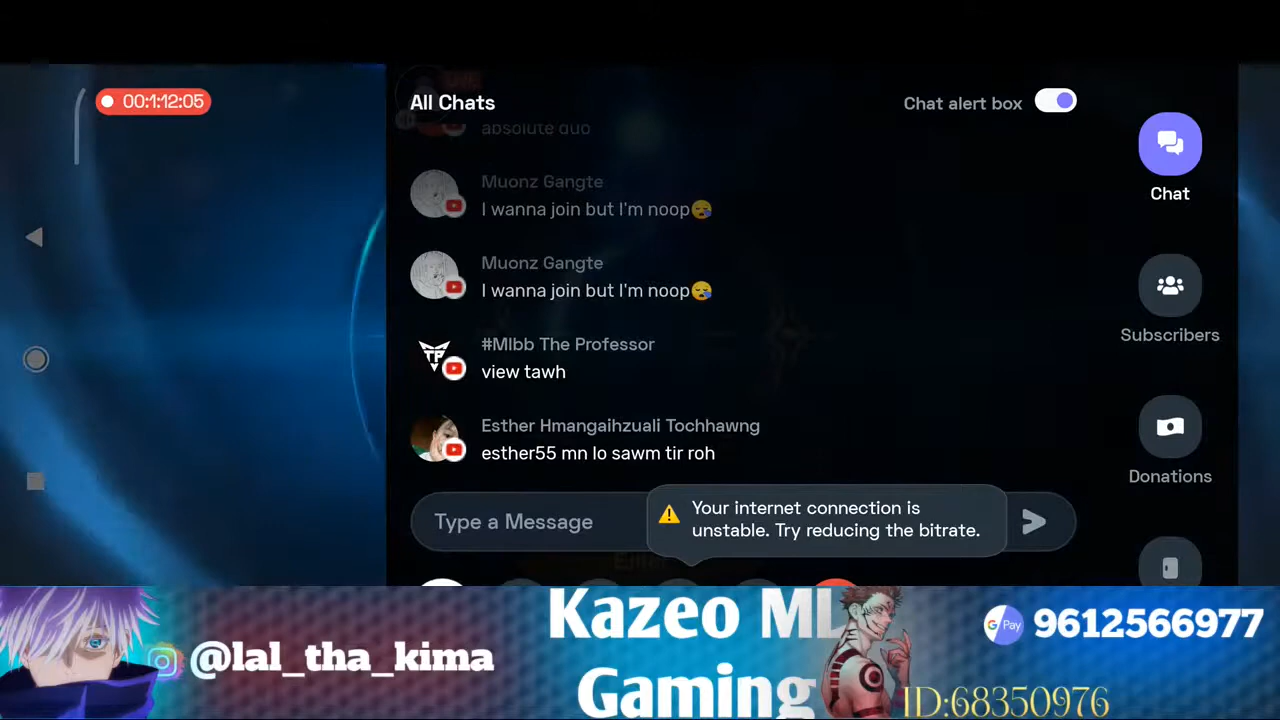 00:1:12:05
All Chats
Chat alert box
absolute duo
Muonz Gangte
I wanna join but I'm noop😪
Muonz Gangte
I wanna join but I'm noop😪
#Mlbb The Professor
view tawh
Esther Hmangaihzuali Tochhawng
esther55 mn lo sawm tir roh
Type a Message
Your internet connection is
unstable. Try reducing the bitrate.
Chat
Subscribers
Donations
TP
@lal_tha_kima
Kazeo ML
Gaming
G Pay 9612566977
ID:68350976